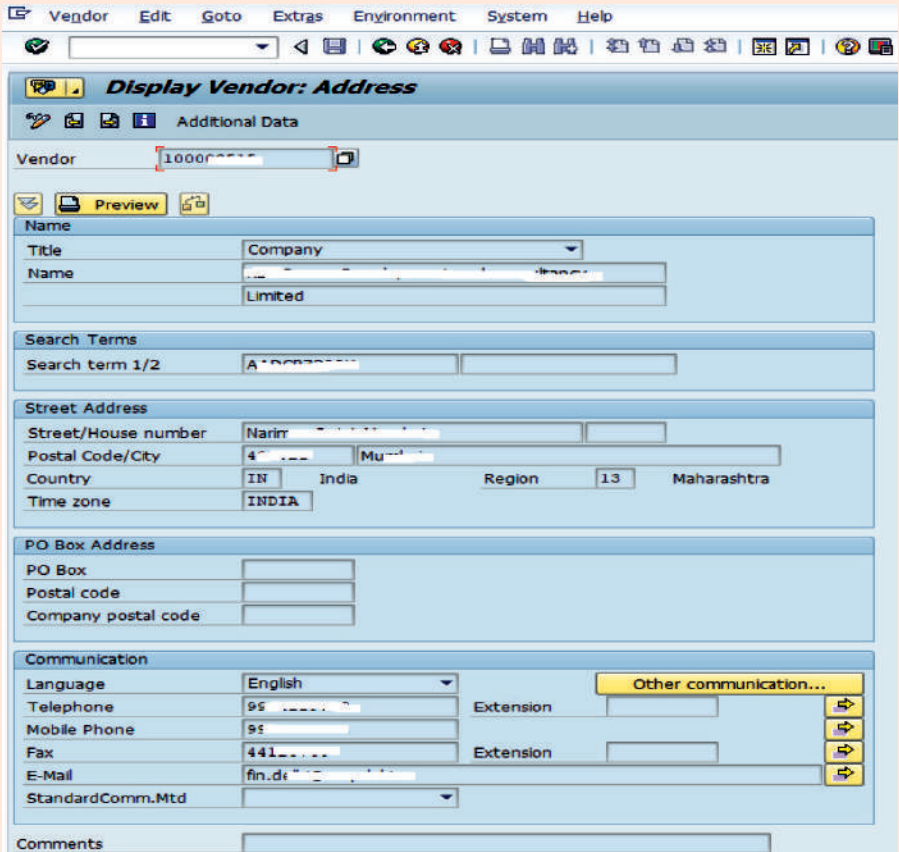 Vendor Edit Goto Extras Environment System Help
Display Vendor: Address
Additional Data
Vendor
Preview
Name
Title Company
Name
Limited
Search Terms
Search term 1/2
Street Address
Street/House number
Postal Code/City
Country IN India Region 13 Maharashtra
Time zone INDIA
PO Box Address
PO Box
Postal code
Company postal code
Communication
Language English Other communication...
Telephone Extension
Mobile Phone
Fax Extension
E-Mail
StandardComm.Mtd
Comments